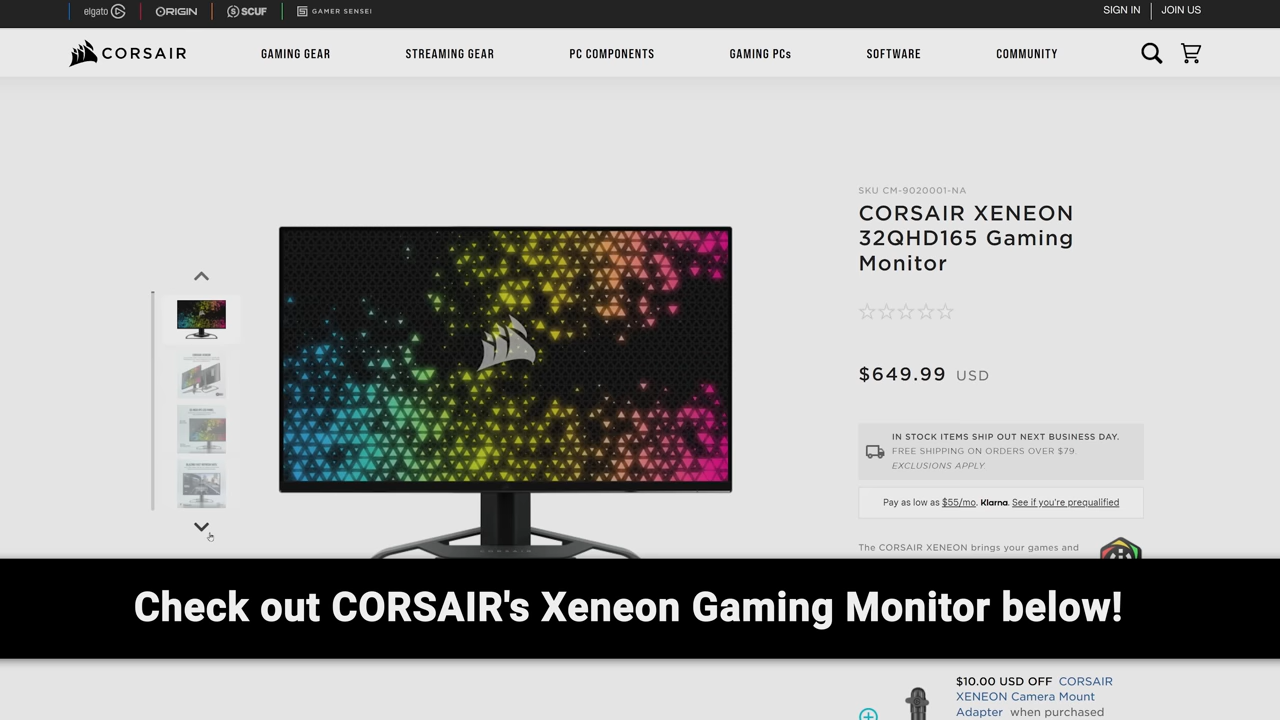 elgato
ORIGIN
SCUF
GAMER SENSEI
SIGN IN
JOIN US
CORSAIR
GAMING GEAR
STREAMING GEAR
PC COMPONENTS
GAMING PCs
SOFTWARE
COMMUNITY
SKU CM-9020001-NA
CORSAIR XENEON
32QHD165 Gaming
Monitor
$649.99 USD
IN STOCK ITEMS SHIP OUT NEXT BUSINESS DAY.
FREE SHIPPING ON ORDERS OVER $79.
EXCLUSIONS APPLY
Pay as low as $55/mo. Klarna. See if you're prequalified
The CORSAIR XENEON brings your games and
CORSAIR
Check out CORSAIR's Xeneon Gaming Monitor below!
$10.00 USD OFF CORSAIR
XENEON Camera Mount
Adapter when purchased